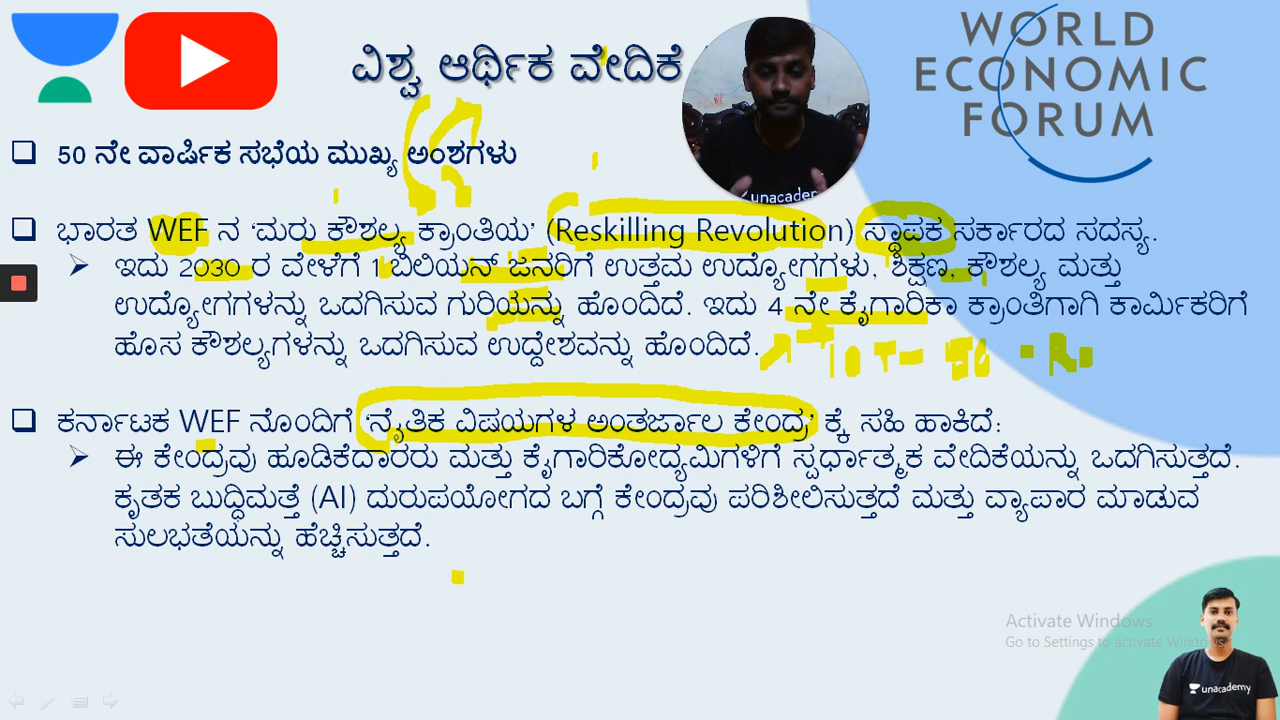 ವಿಶ್ವ ಆರ್ಥಿಕ ವೇದಿಕೆ
WORLD
ECONOMIC
FORUM
50 ನೇ ವಾರ್ಷಿಕ ಸಭೆಯ ಮುಖ್ಯ ಅಂಶಗಳು
unacademy
ಭಾರತ WEF ನ ‘ಮರು ಕೌಶಲ್ಯ ಕ್ರಾಂತಿಯ’ (Reskilling Revolution) ಸ್ಥಾಪಕ ಸರ್ಕಾರದ ಸದಸ್ಯ.
ಇದು 2030 ರ ವೇಳೆಗೆ 1 ಬಿಲಿಯನ್ ಜನರಿಗೆ ಉತ್ತಮ ಉದ್ಯೋಗಗಳು, ಶಿಕ್ಷಣ, ಕೌಶಲ್ಯ ಮತ್ತು
ಉದ್ಯೋಗಗಳನ್ನು ಒದಗಿಸುವ ಗುರಿಯನ್ನು ಹೊಂದಿದೆ. ಇದು 4 ನೇ ಕೈಗಾರಿಕಾ ಕ್ರಾಂತಿಗಾಗಿ ಕಾರ್ಮಿಕರಿಗೆ
ಹೊಸ ಕೌಶಲ್ಯಗಳನ್ನು ಒದಗಿಸುವ ಉದ್ದೇಶವನ್ನು ಹೊಂದಿದೆ.
ಕರ್ನಾಟಕ WEF ನೊಂದಿಗೆ ‘ನೈತಿಕ ವಿಷಯಗಳ ಅಂತರ್ಜಾಲ ಕೇಂದ್ರ’ ಕ್ಕೆ ಸಹಿ ಹಾಕಿದೆ:
ಈ ಕೇಂದ್ರವು ಹೂಡಿಕೆದಾರರು ಮತ್ತು ಕೈಗಾರಿಕೋದ್ಯಮಿಗಳಿಗೆ ಸ್ಪರ್ಧಾತ್ಮಕ ವೇದಿಕೆಯನ್ನು ಒದಗಿಸುತ್ತದೆ.
ಕೃತಕ ಬುದ್ಧಿಮತ್ತೆ (AI) ದುರುಪಯೋಗದ ಬಗ್ಗೆ ಕೇಂದ್ರವು ಪರಿಶೀಲಿಸುತ್ತದೆ ಮತ್ತು ವ್ಯಾಪಾರ ಮಾಡುವ
ಸುಲಭತೆಯನ್ನು ಹೆಚ್ಚಿಸುತ್ತದೆ.
Activate Windows
Go to Settings to activate Windows.
unacademy